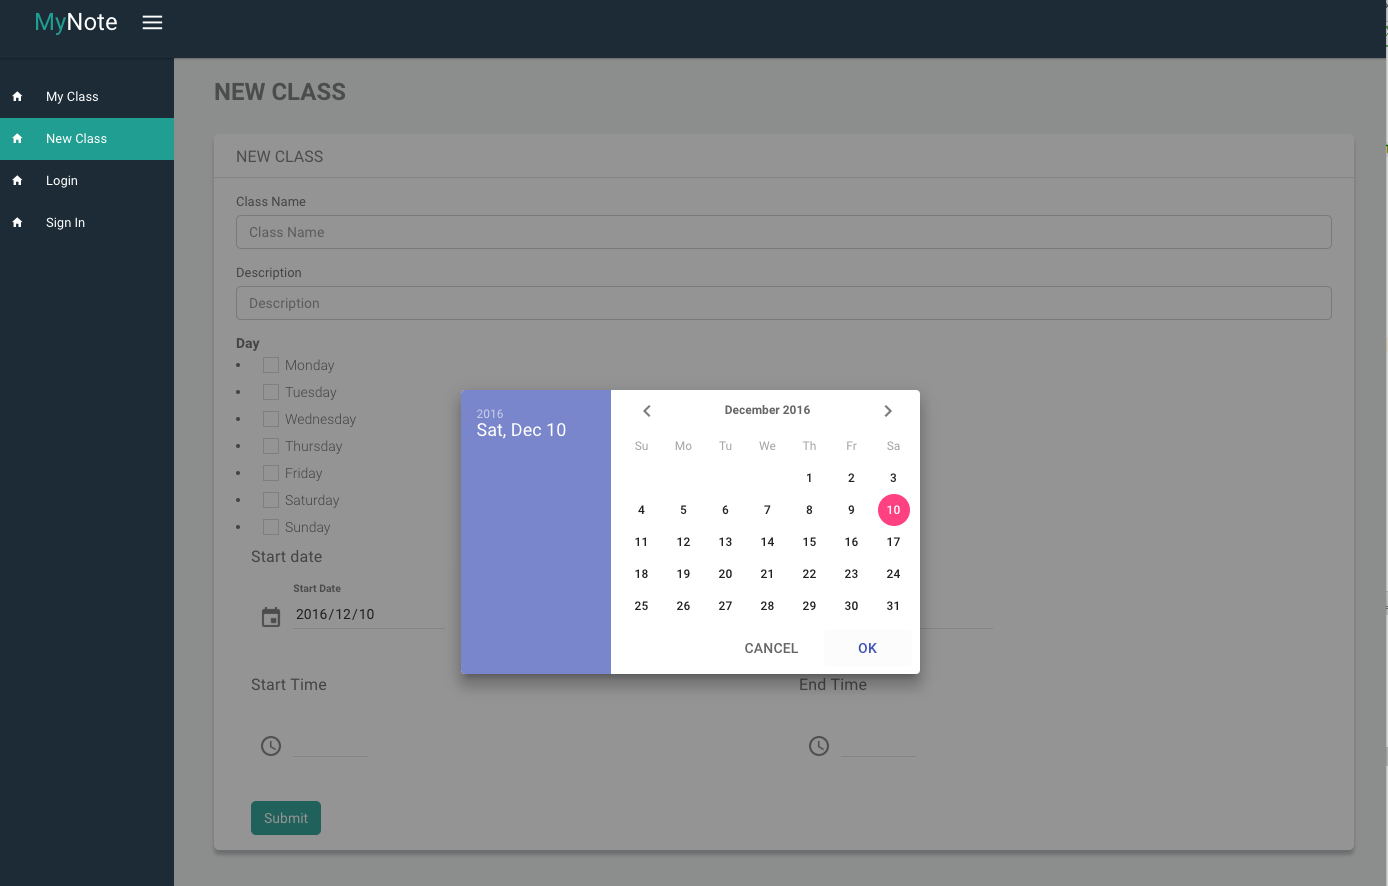 MyNote
My Class
New Class
Login
Sign In
NEW CLASS
NEW CLASS
Class Name
Class Name
Description
Description
Day
Monday
Tuesday
Wednesday
Thursday
Friday
Saturday
Sunday
Start date
Start Date
2016/12/10
2016
Sat, Dec 10
December 2016
Su Mo Tu We Th Fr Sa
1 2 3
4 5 6 7 8 9 10
11 12 13 14 15 16 17
18 19 20 21 22 23 24
25 26 27 28 29 30 31
CANCEL OK
Start Time
End Time
Submit